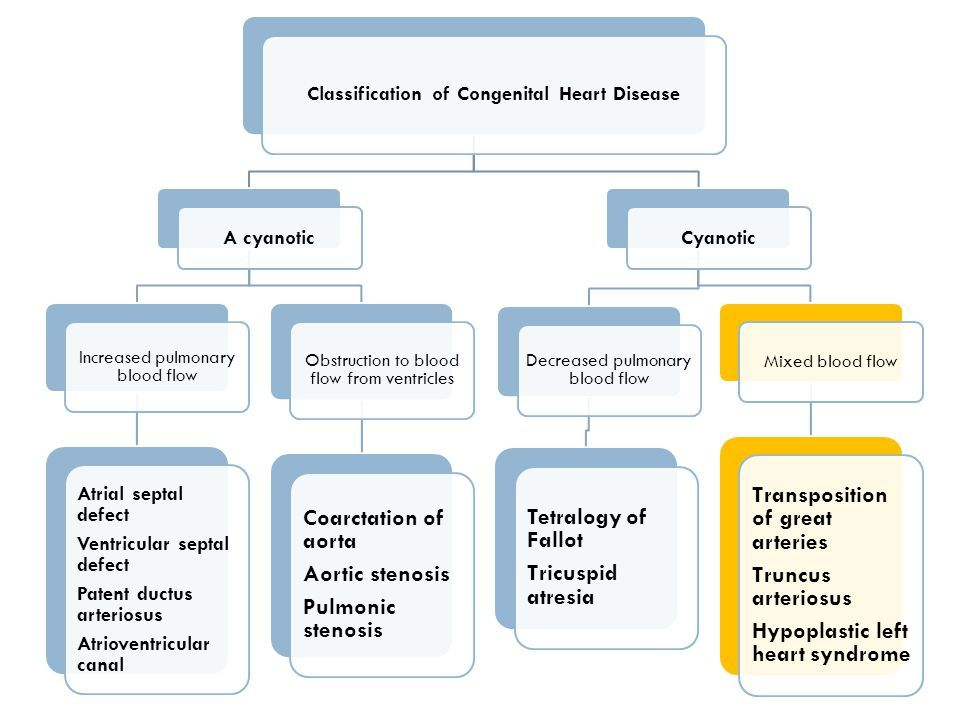 Classification of Congenital Heart Disease
A cyanotic
Cyanotic
Increased pulmonary
blood flow
Obstruction to blood
flow from ventricles
Decreased pulmonary
blood flow
Mixed blood flow
Atrial septal
defect
Ventricular septal
defect
Patent ductus
arteriosus
Atrioventricular
canal
Coarctation of
aorta
Aortic stenosis
Pulmonic
stenosis
Tetralogy of
Fallot
Tricuspid
atresia
Transposition
of great
arteries
Truncus
arteriosus
Hypoplastic left
heart syndrome